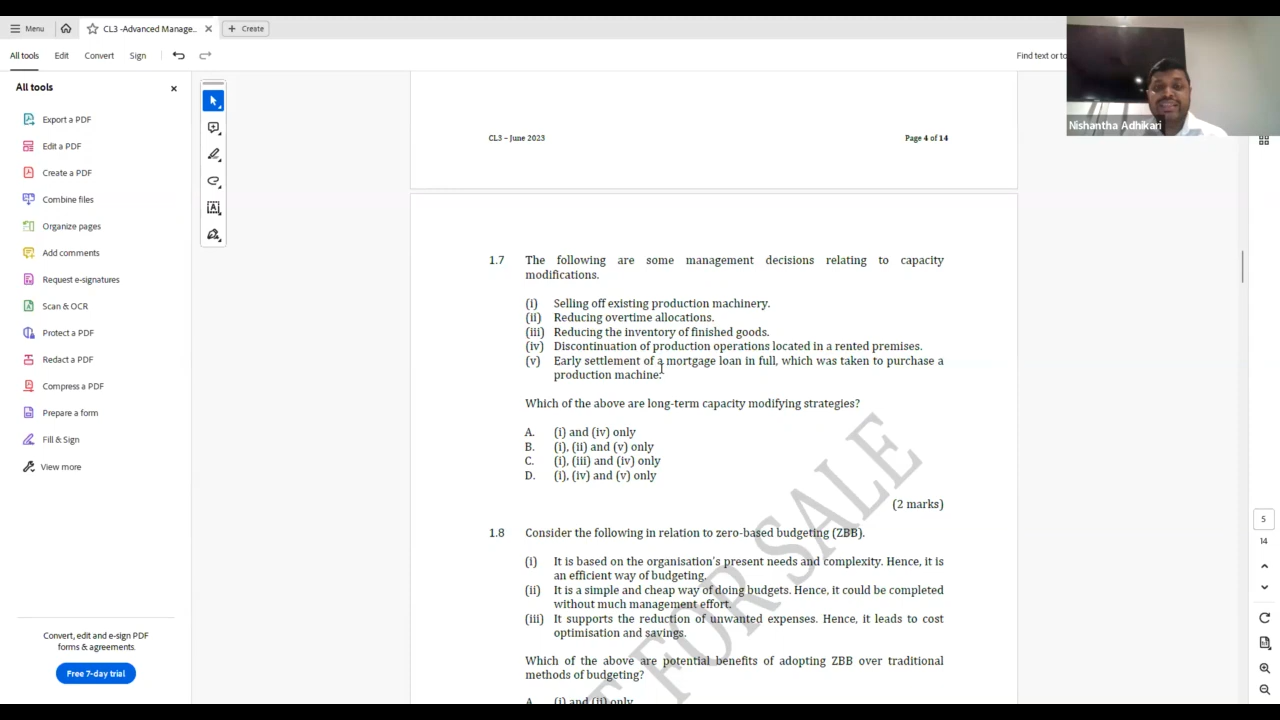 Menu
CL3 -Advanced Manage...
Create
All tools
Edit
Convert
Sign
Find text or to
All tools
Export a PDF
Edit a PDF
Create a PDF
Combine files
Organize pages
Add comments
Request e-signatures
Scan & OCR
Protect a PDF
Redact a PDF
Compress a PDF
Prepare a form
Fill & Sign
View more
Convert, edit and e-sign PDF
forms & agreements.
Free 7-day trial
Nishantha Adhikari
CL3 – June 2023
Page 4 of 14
1.7 The following are some management decisions relating to capacity
modifications.
(i) Selling off existing production machinery.
(ii) Reducing overtime allocations.
(iii) Reducing the inventory of finished goods.
(iv) Discontinuation of production operations located in a rented premises.
(v) Early settlement of a mortgage loan in full, which was taken to purchase a
production machine.
Which of the above are long-term capacity modifying strategies?
A. (i) and (iv) only
B. (i), (ii) and (v) only
C. (i), (iii) and (iv) only
D. (i), (iv) and (v) only
(2 marks)
1.8 Consider the following in relation to zero-based budgeting (ZBB).
(i) It is based on the organisation's present needs and complexity. Hence, it is
an efficient way of budgeting.
(ii) It is a simple and cheap way of doing budgets. Hence, it could be completed
without much management effort.
(iii) It supports the reduction of unwanted expenses. Hence, it leads to cost
optimisation and savings.
Which of the above are potential benefits of adopting ZBB over traditional
methods of budgeting?
A. (i) and (ii) only
FOR SALE
5
14